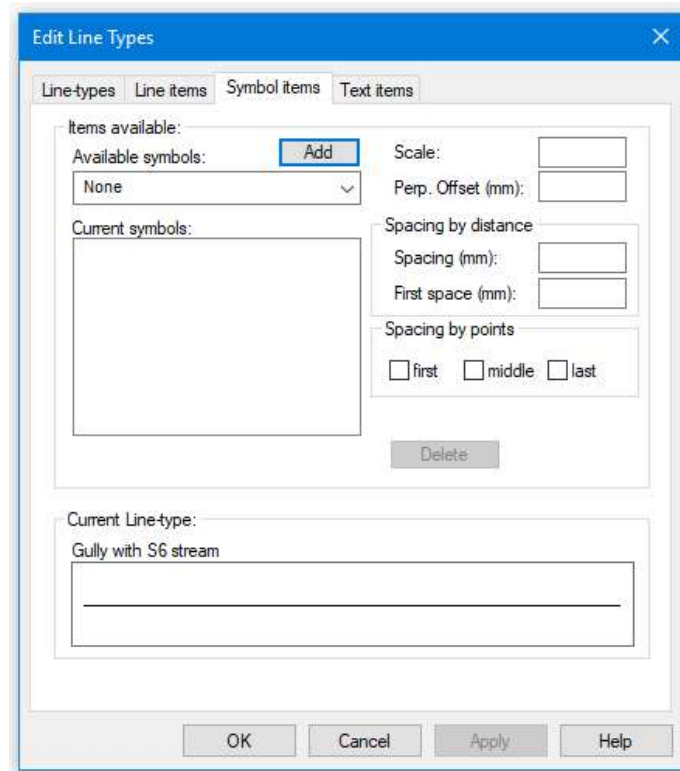 Edit Line Types
Line-types Line items Symbol items Text items
Items available:
Available symbols: Add
None
Current symbols:
Scale:
Perp. Offset (mm):
Spacing by distance
Spacing (mm):
First space (mm):
Spacing by points
first middle last
Delete
Current Line-type:
Gully with S6 stream
OK Cancel Apply Help